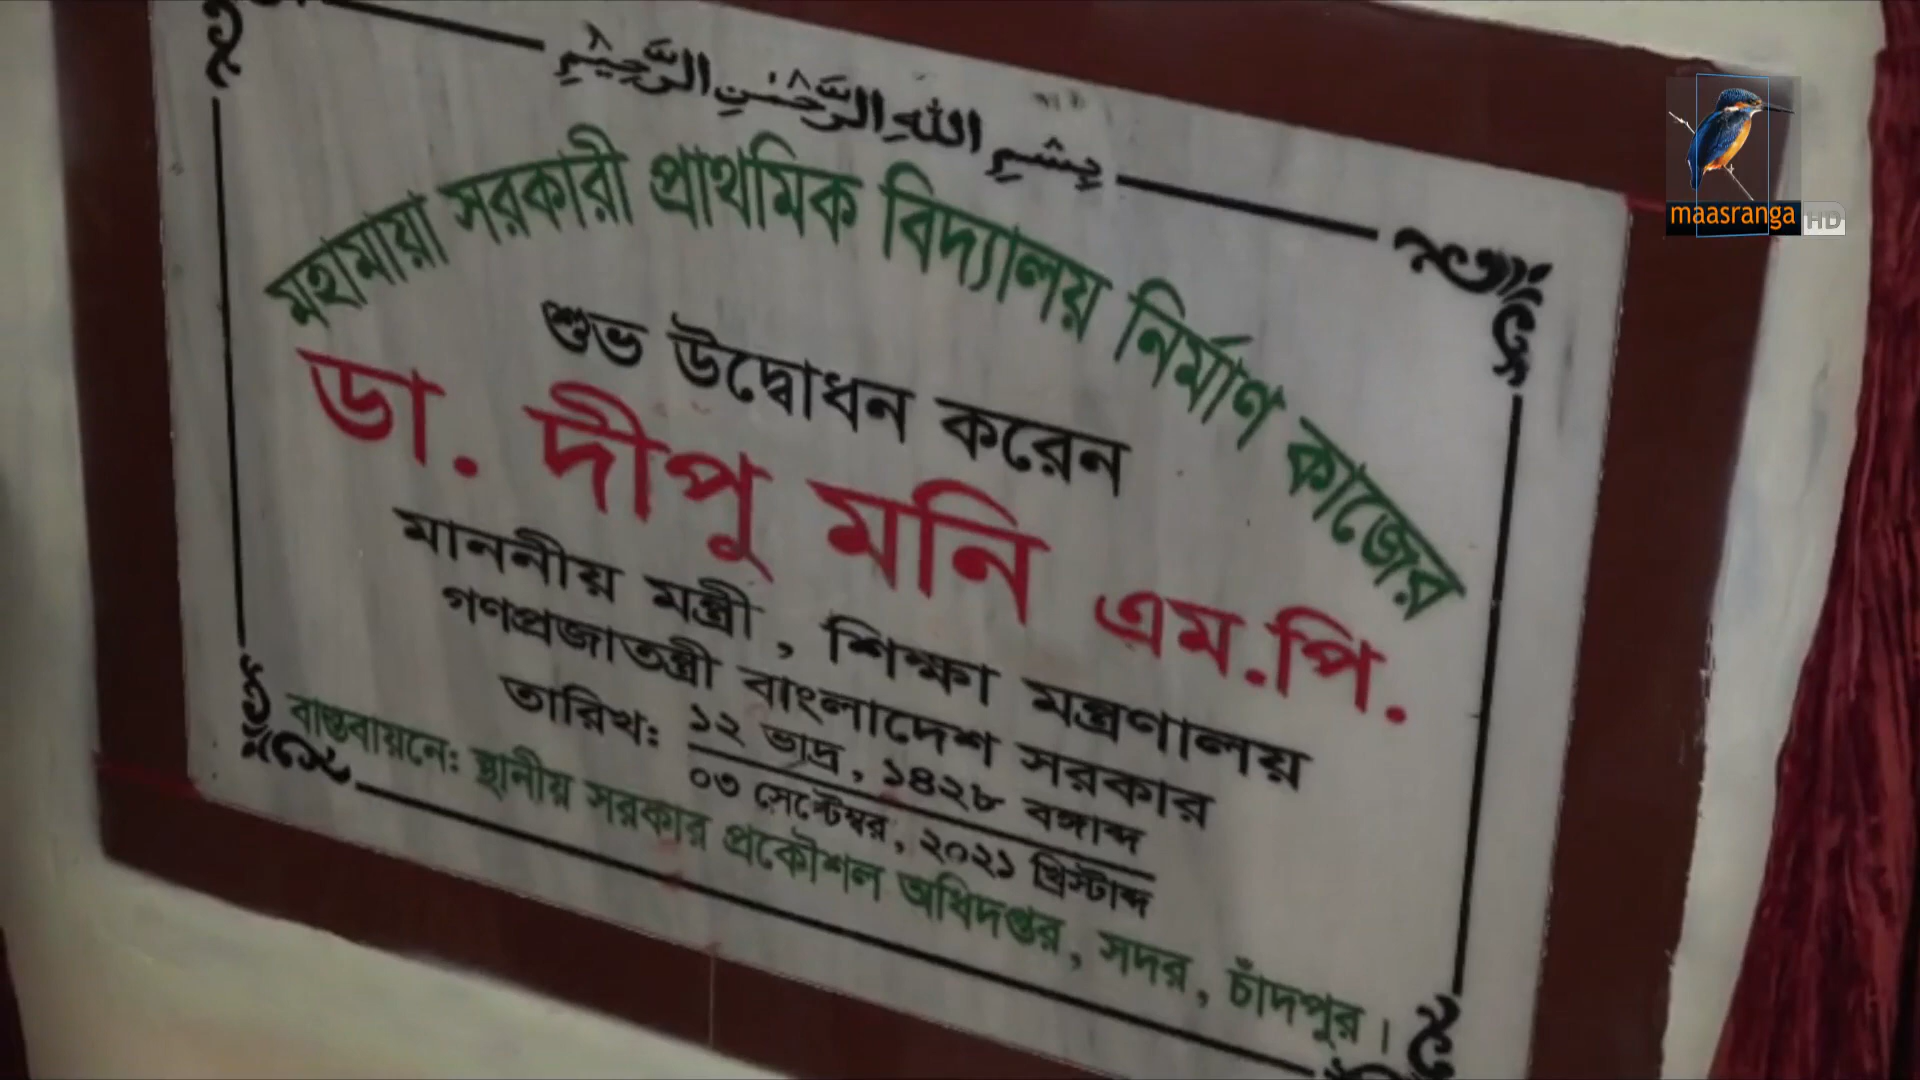 بِسْمِ اللهِ الرَّحْمٰنِ الرَّحِيْمِ
মহামায়া সরকারী প্রাথমিক বিদ্যালয় নির্মাণ কাজের
শুভ উদ্বোধন করেন
ডা. দীপু মনি এম.পি.
মাননীয় মন্ত্রী, শিক্ষা মন্ত্রণালয়
গণপ্রজাতন্ত্রী বাংলাদেশ সরকার
তারিখঃ ১২ ভাদ্র, ১৪২৮ বঙ্গাব্দ
০৩ সেপ্টেম্বর, ২০২১ খ্রিস্টাব্দ
বাস্তবায়নেঃ স্থানীয় সরকার প্রকৌশল অধিদপ্তর, সদর, চাঁদপুর।
maasranga HD